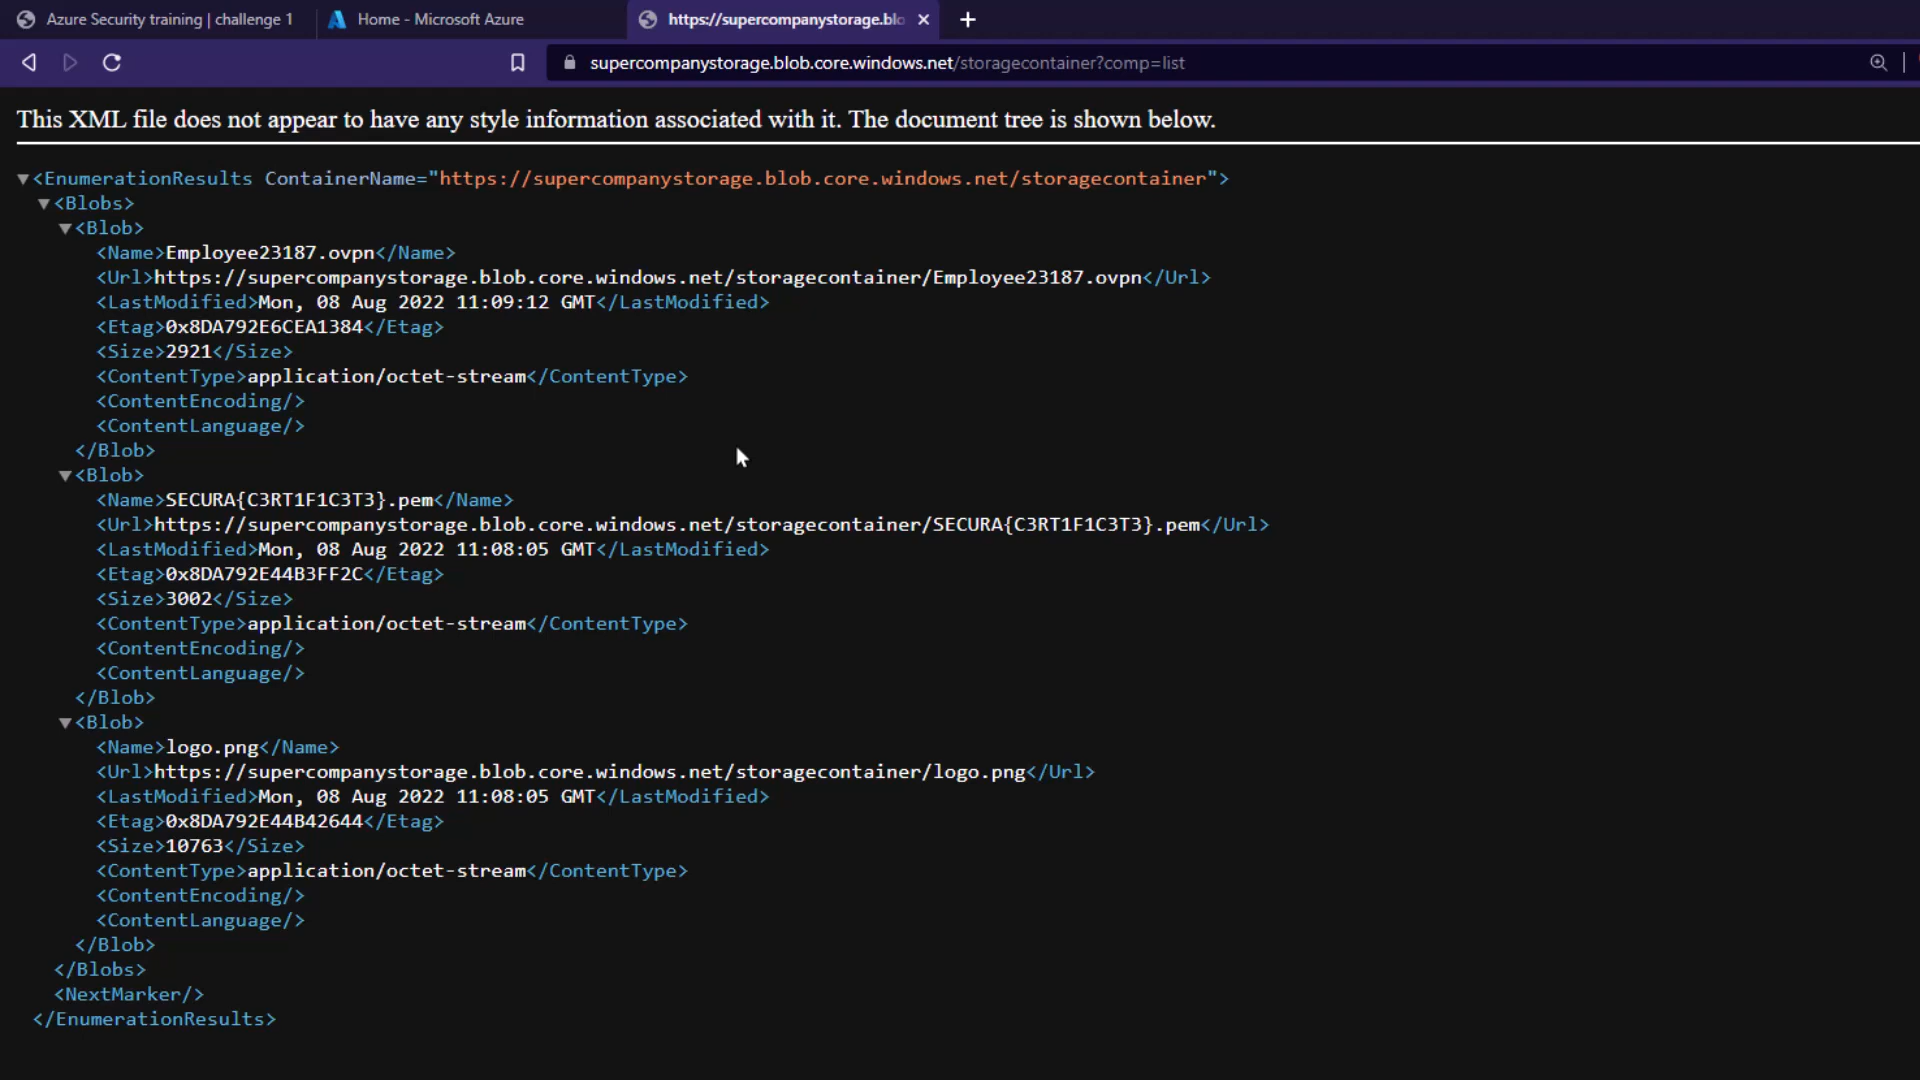 Azure Security training | challenge 1
Home - Microsoft Azure
https://supercompanystorage.blo
supercompanystorage.blob.core.windows.net/storagecontainer?comp=list
This XML file does not appear to have any style information associated with it. The document tree is shown below.
<EnumerationResults ContainerName="https://supercompanystorage.blob.core.windows.net/storagecontainer">
<Blobs>
<Blob>
<Name>Employee23187.ovpn</Name>
<Url>https://supercompanystorage.blob.core.windows.net/storagecontainer/Employee23187.ovpn</Url>
<LastModified>Mon, 08 Aug 2022 11:09:12 GMT</LastModified>
<Etag>0x8DA792E6CEA1384</Etag>
<Size>2921</Size>
<ContentType>application/octet-stream</ContentType>
<ContentEncoding/>
<ContentLanguage/>
</Blob>
<Blob>
<Name>SECURA{C3RT1F1C3T3}.pem</Name>
<Url>https://supercompanystorage.blob.core.windows.net/storagecontainer/SECURA{C3RT1F1C3T3}.pem</Url>
<LastModified>Mon, 08 Aug 2022 11:08:05 GMT</LastModified>
<Etag>0x8DA792E44B3FF2C</Etag>
<Size>3002</Size>
<ContentType>application/octet-stream</ContentType>
<ContentEncoding/>
<ContentLanguage/>
</Blob>
<Blob>
<Name>logo.png</Name>
<Url>https://supercompanystorage.blob.core.windows.net/storagecontainer/logo.png</Url>
<LastModified>Mon, 08 Aug 2022 11:08:05 GMT</LastModified>
<Etag>0x8DA792E44B42644</Etag>
<Size>10763</Size>
<ContentType>application/octet-stream</ContentType>
<ContentEncoding/>
<ContentLanguage/>
</Blob>
</Blobs>
<NextMarker/>
</EnumerationResults>